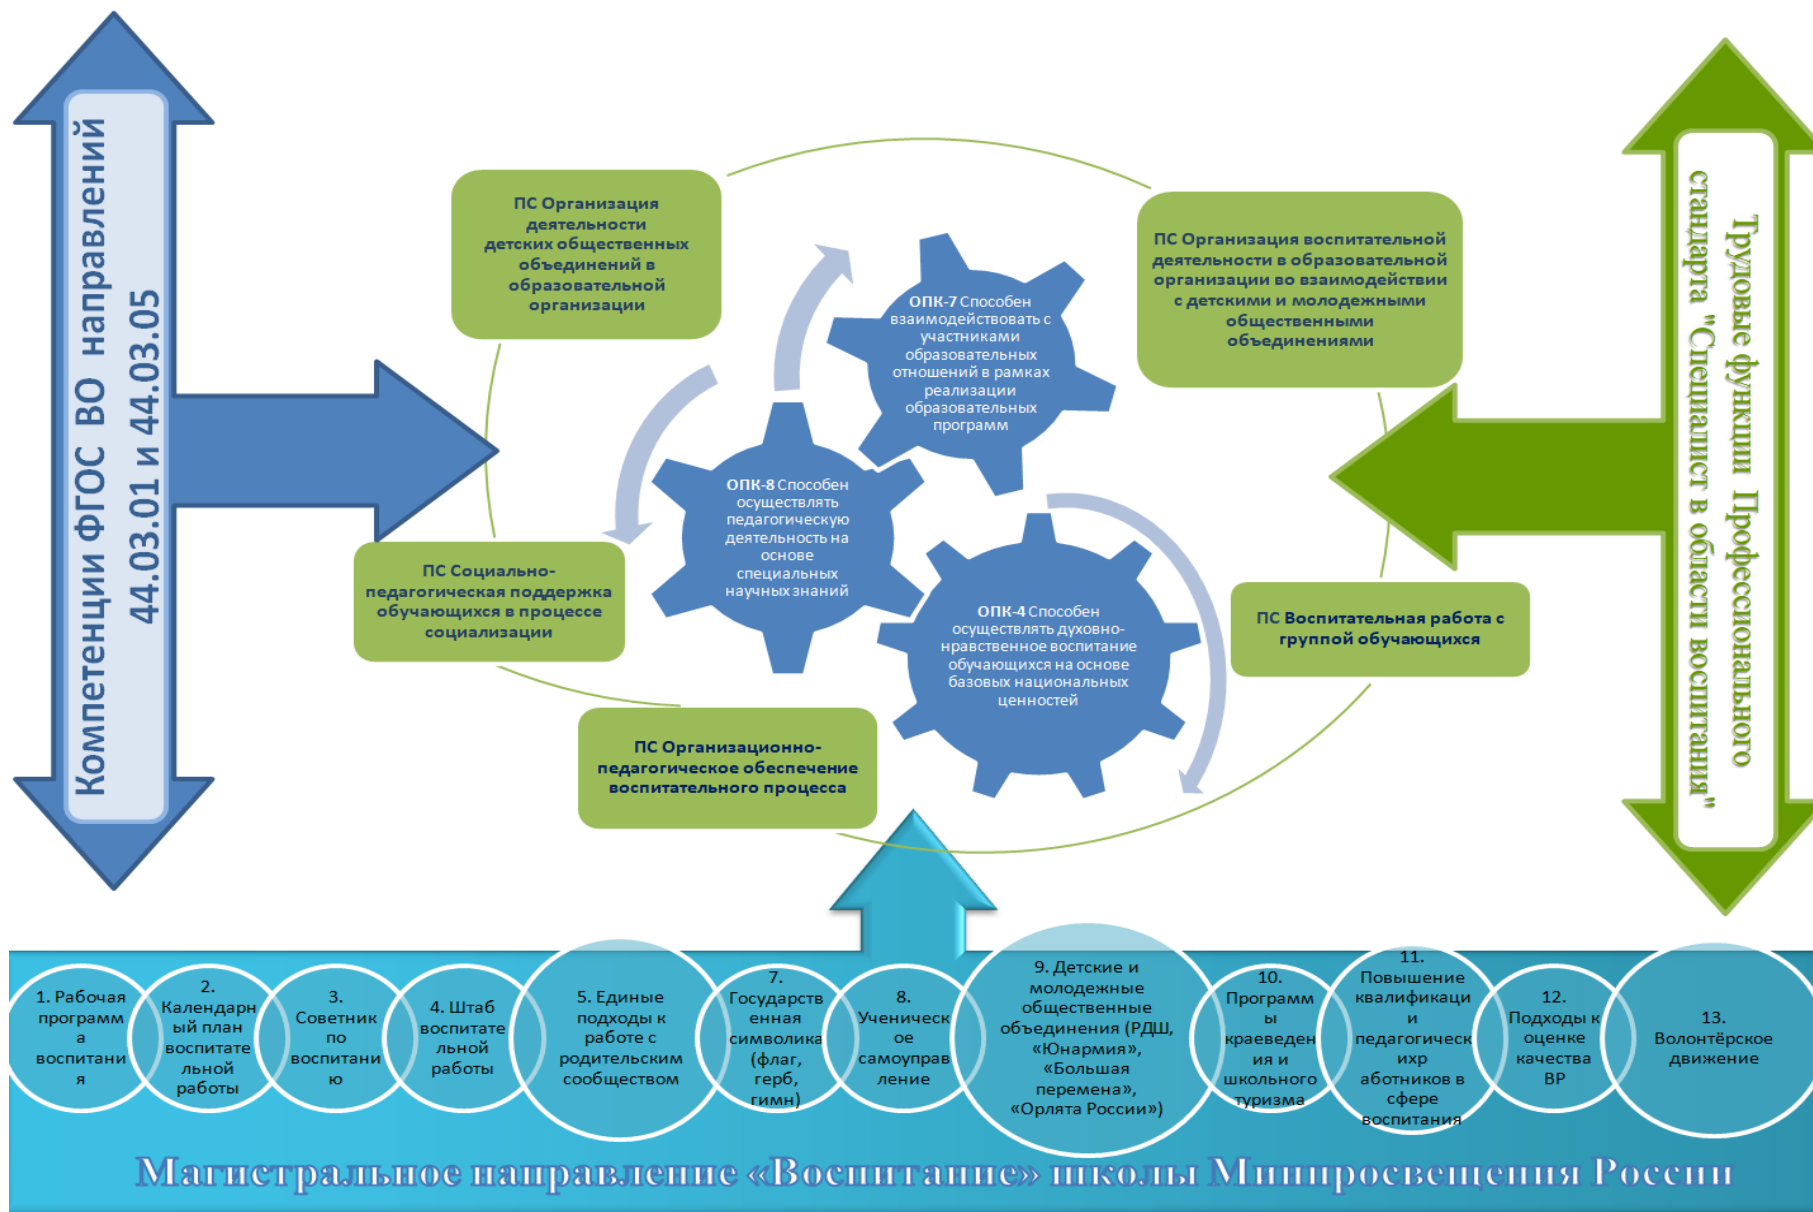 Компетенции ФГОС ВО направлений
44.03.01 и 44.03.05
ПС Организация
деятельности
детских общественных
объединений в
образовательной
организации
ПС Организация воспитательной
деятельности в образовательной
организации во взаимодействии
с детскими и молодежными
общественными
объединениями
ОПК-7 Способен
взаимодействовать с
участниками
образовательных
отношений в рамках
реализации
образовательных
программ
ОПК-8 Способен
осуществлять
педагогическую
деятельность на
основе
специальных
научных знаний
ОПК-4 Способен
осуществлять духовно-
нравственное воспитание
обучающихся на основе
базовых национальных
ценностей
ПС Социально-
педагогическая поддержка
обучающихся в процессе
социализации
ПС Воспитательная работа с
группой обучающихся
ПС Организационно-
педагогическое обеспечение
воспитательного процесса
Трудовые функции Профессионального
стандарта "Специалист в области воспитания"
1. Рабочая
программ
а
воспитани
я
2.
Календарн
ый план
воспитате
льной
работы
3.
Советник
по
воспитани
ю
4. Штаб
воспитате
льной
работы
5. Единые
подходы к
работе с
родительским
сообществом
7.
Государств
енная
символика
(флаг,
герб,
гимн)
8.
Ученическ
ое
самоуправ
ление
9. Детские и
молодежные
общественные
объединения (РДШ,
«Юнармия»,
«Большая
перемена»,
«Орлята России»)
10.
Программ
ы
краеведен
ия и
школьного
туризма
11.
Повышение
квалификаци
и
педагогическ
ихр
аботников в
сфере
воспитания
12.
Подходы к
оценке
качества
ВР
13.
Волонтёрское
движение
Магистральное направление «Воспитание» школы Минпросвещения России